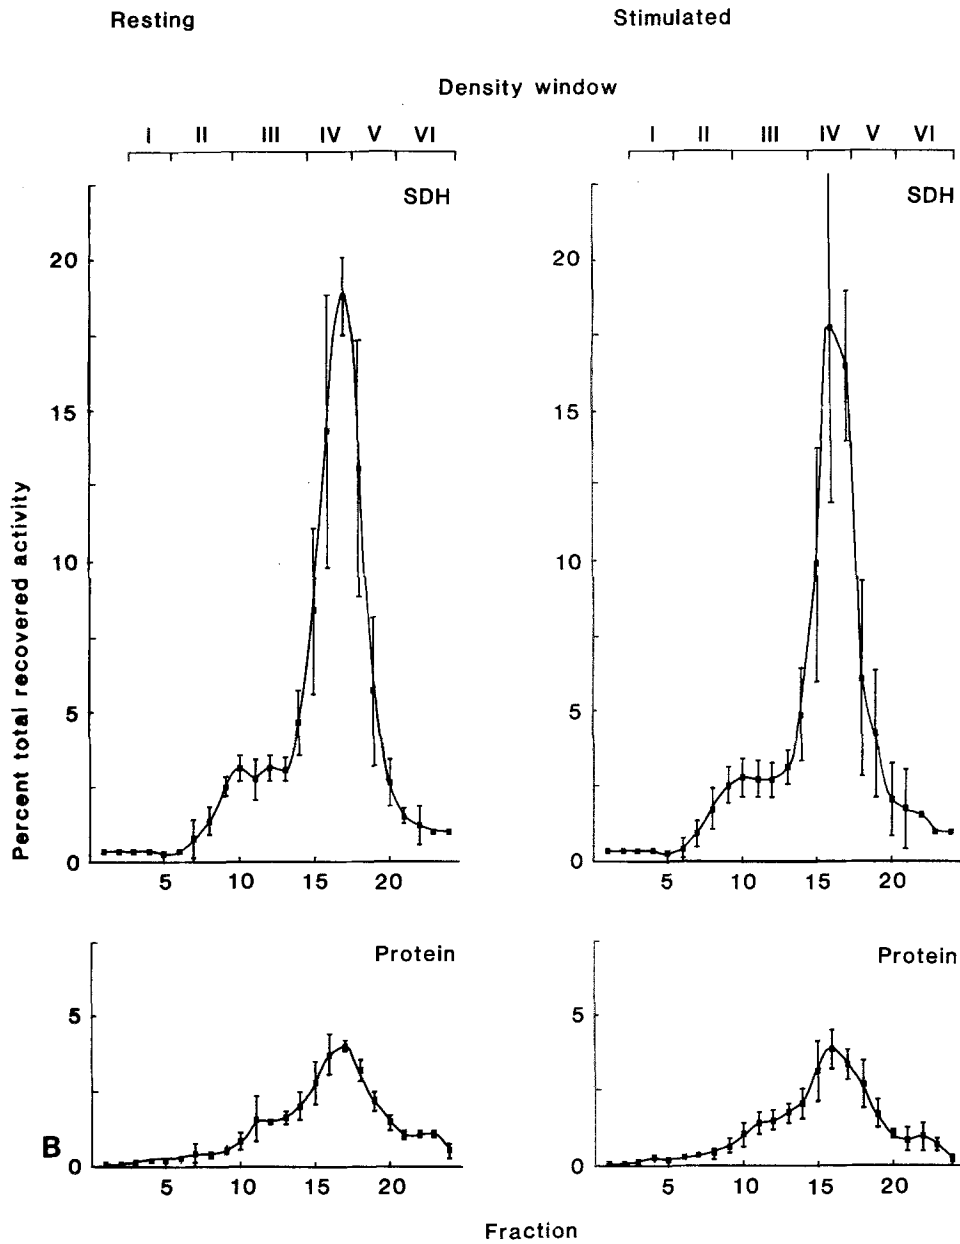 Resting Stimulated
Density window
I II III IV V VI I II III IV V VI
SDH SDH
20 20
15 15
10 10
5 5
0 0
5 10 15 20 5 10 15 20
Percent total recovered activity
Protein Protein
5 5
0 0
B
5 10 15 20 5 10 15 20
Fraction